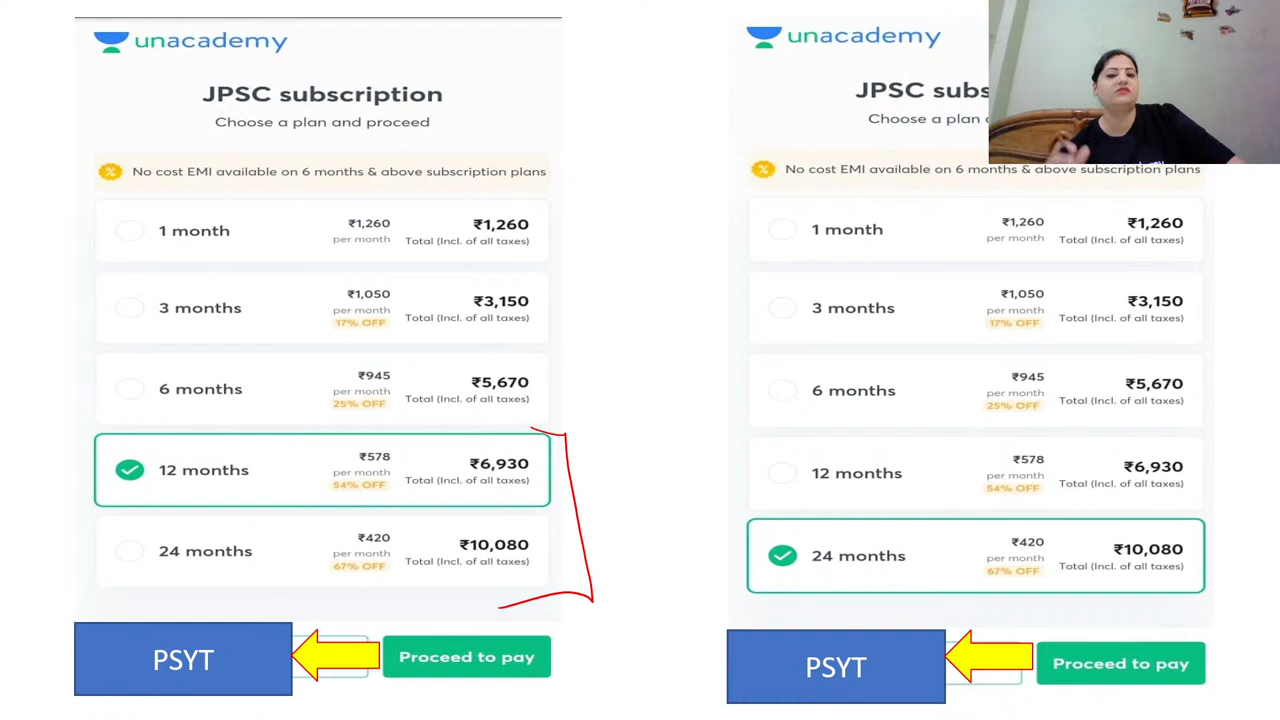 unacademy
JPSC subscription
Choose a plan and proceed
No cost EMI available on 6 months & above subscription plans
1 month
₹1,260
per month
₹1,260
Total (Incl. of all taxes)
3 months
₹1,050
per month
17% OFF
₹3,150
Total (Incl. of all taxes)
6 months
₹945
per month
25% OFF
₹5,670
Total (Incl. of all taxes)
12 months
₹578
per month
54% OFF
₹6,930
Total (Incl. of all taxes)
24 months
₹420
per month
67% OFF
₹10,080
Total (Incl. of all taxes)
PSYT
Proceed to pay
unacademy
JPSC subs
Choose a plan
No cost EMI available on 6 months & above subscription plans
1 month
₹1,260
per month
₹1,260
Total (Incl. of all taxes)
3 months
₹1,050
per month
17% OFF
₹3,150
Total (Incl. of all taxes)
6 months
₹945
per month
25% OFF
₹5,670
Total (Incl. of all taxes)
12 months
₹578
per month
54% OFF
₹6,930
Total (Incl. of all taxes)
24 months
₹420
per month
67% OFF
₹10,080
Total (Incl. of all taxes)
PSYT
Proceed to pay